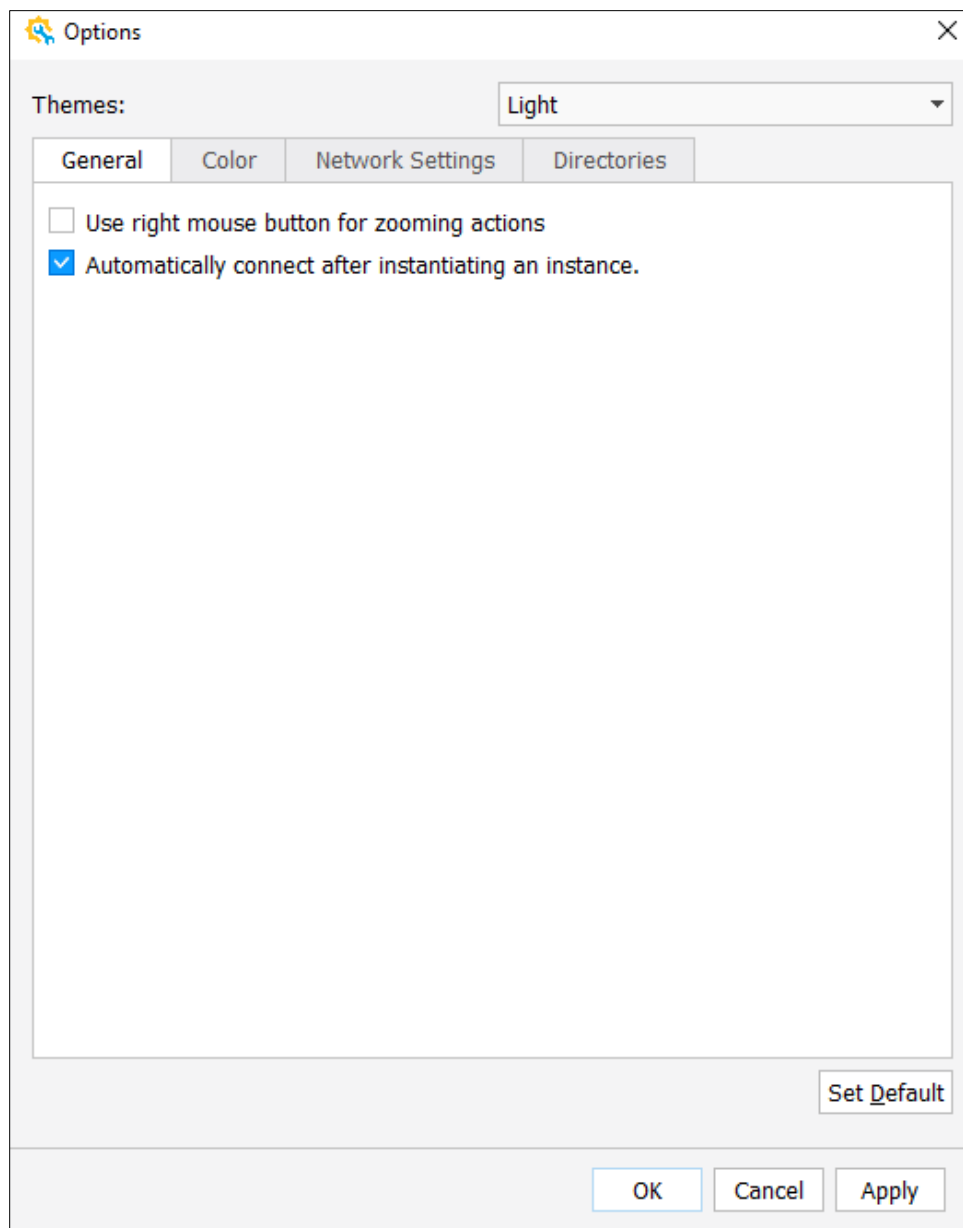 Options
Themes: Light
General Color Network Settings Directories
Use right mouse button for zooming actions
Automatically connect after instantiating an instance.
Set Default
OK Cancel Apply